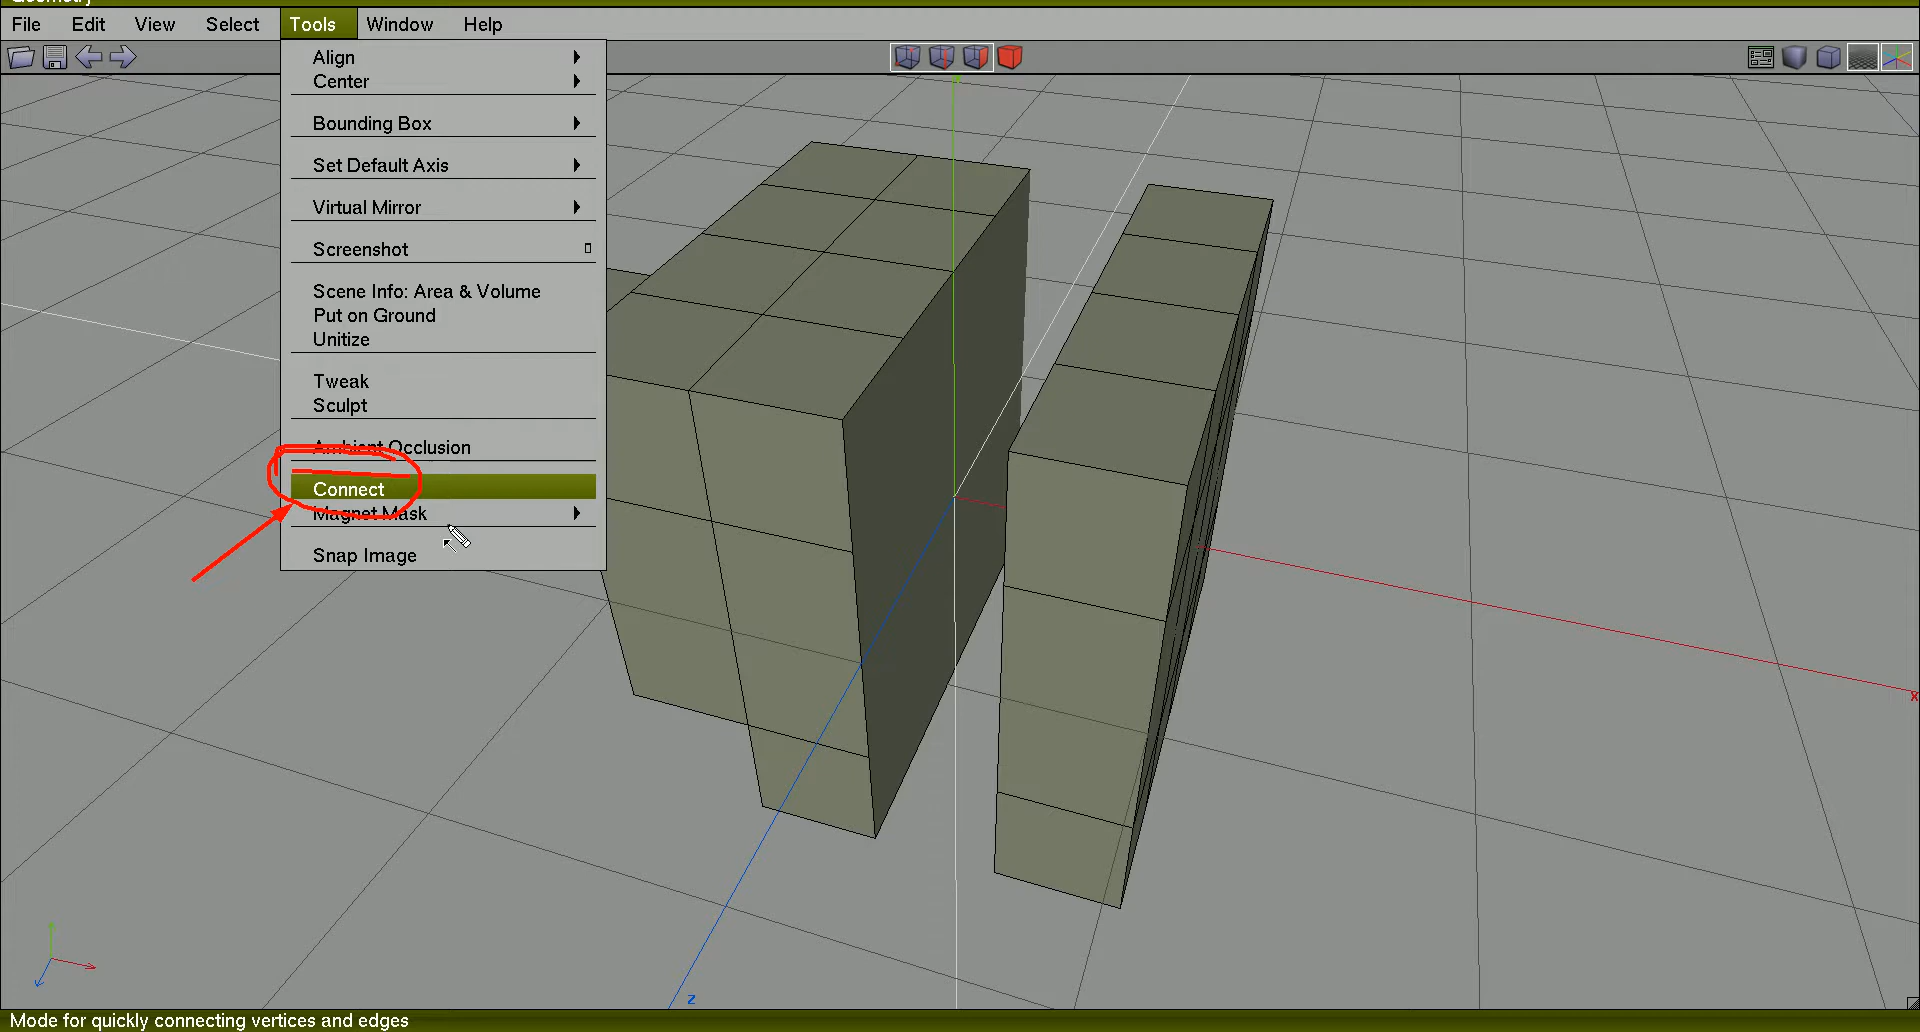 Geometry
File Edit View Select Tools Window Help
Align
Center
Bounding Box
Set Default Axis
Virtual Mirror
Screenshot
Scene Info: Area & Volume
Put on Ground
Unitize
Tweak
Sculpt
Ambient Occlusion
Connect
Magnet Mask
Snap Image
x
z
Mode for quickly connecting vertices and edges